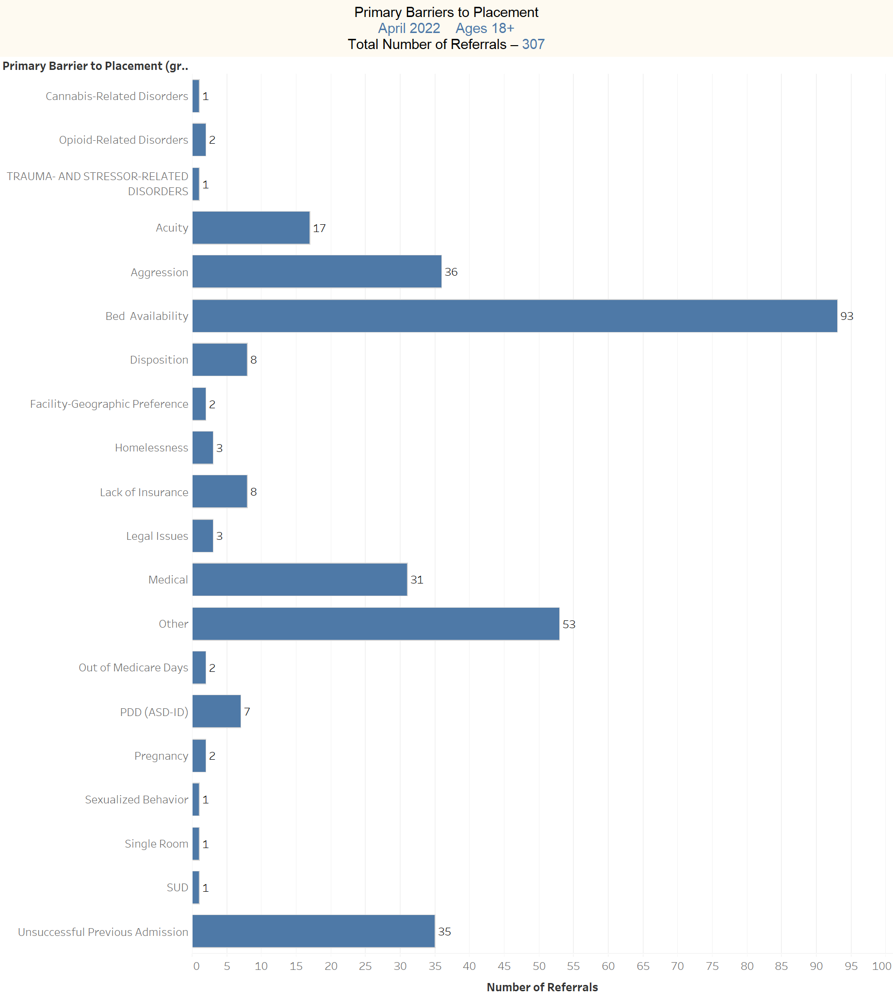 Primary Barriers to Placement
April 2022 Ages 18+
Total Number of Referrals – 307
Primary Barrier to Placement (gr..
Cannabis-Related Disorders 1
Opioid-Related Disorders 2
TRAUMA- AND STRESSOR-RELATED
DISORDERS 1
Acuity 17
Aggression 36
Bed Availability 93
Disposition 8
Facility-Geographic Preference 2
Homelessness 3
Lack of Insurance 8
Legal Issues 3
Medical 31
Other 53
Out of Medicare Days 2
PDD (ASD-ID) 7
Pregnancy 2
Sexualized Behavior 1
Single Room 1
SUD 1
Unsuccessful Previous Admission 35
0 5 10 15 20 25 30 35 40 45 50 55 60 65 70 75 80 85 90 95 100
Number of Referrals